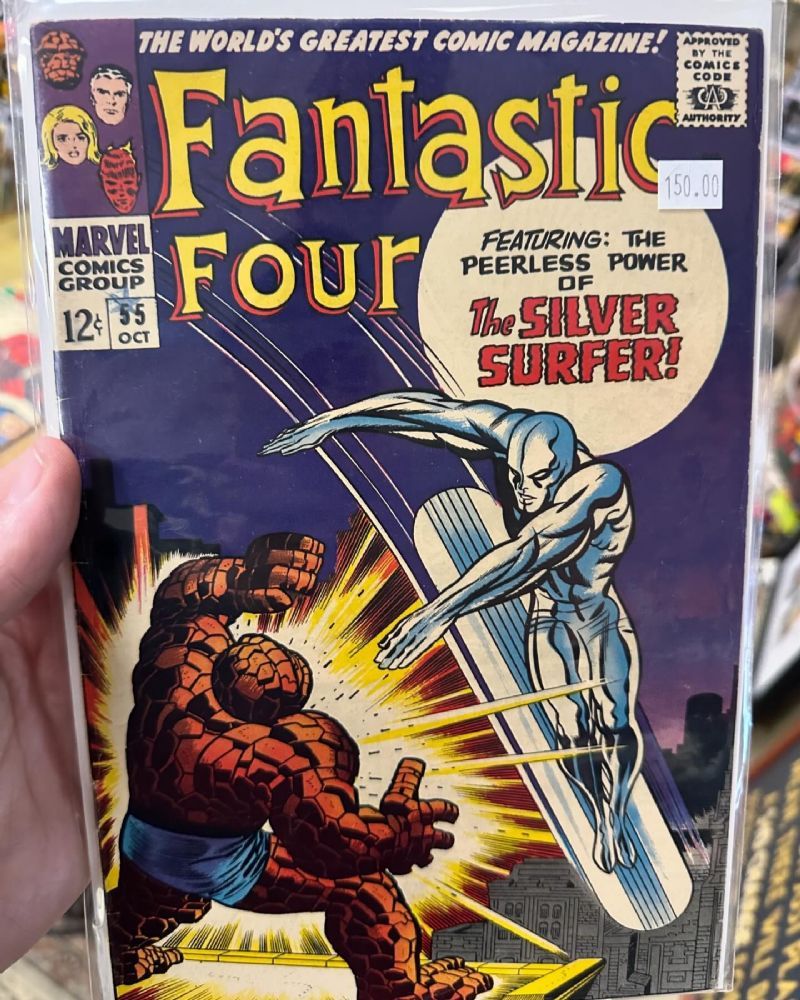 THE WORLD'S GREATEST COMIC MAGAZINE!
APPROVED
BY THE
COMICS
CODE
CA
AUTHORITY
Fantastic
Four
150.00
MARVEL
COMICS
GROUP
12¢
55
OCT
FEATURING: THE
PEERLESS POWER
OF
The SILVER
SURFER!